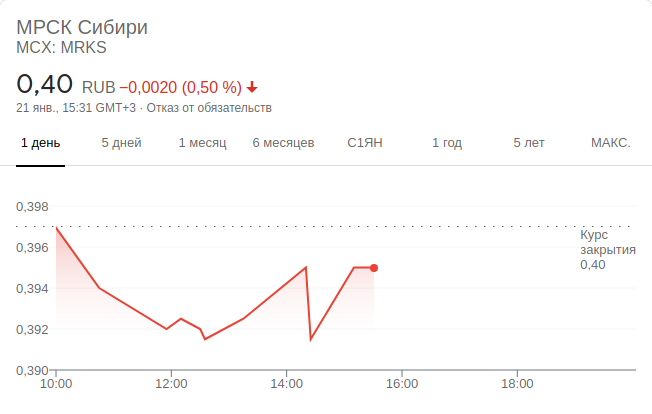 МРСК Сибири
MCX: MRKS
0,40 RUB −0,0020 (0,50 %)
21 янв., 15:31 GMT+3 · Отказ от обязательств
1 день 5 дней 1 месяц 6 месяцев С1ЯН 1 год 5 лет МАКС.
0,398
0,396
0,394
0,392
0,390
Курс
закрытия
0,40
10:00 12:00 14:00 16:00 18:00